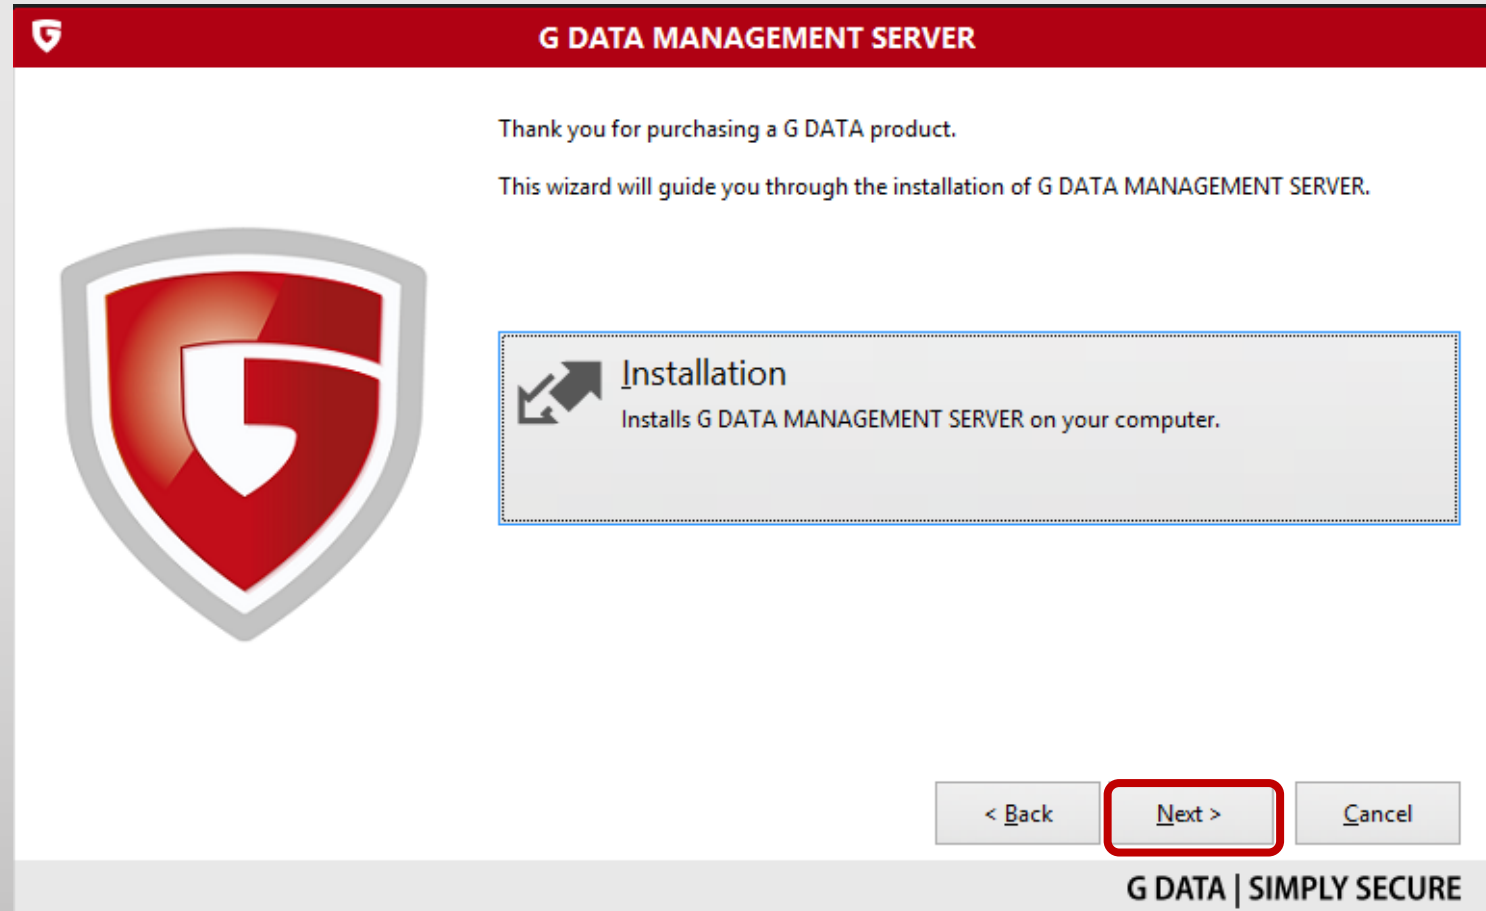 G DATA MANAGEMENT SERVER
Thank you for purchasing a G DATA product.
This wizard will guide you through the installation of G DATA MANAGEMENT SERVER.
Installation
Installs G DATA MANAGEMENT SERVER on your computer.
< Back Next > Cancel
G DATA | SIMPLY SECURE